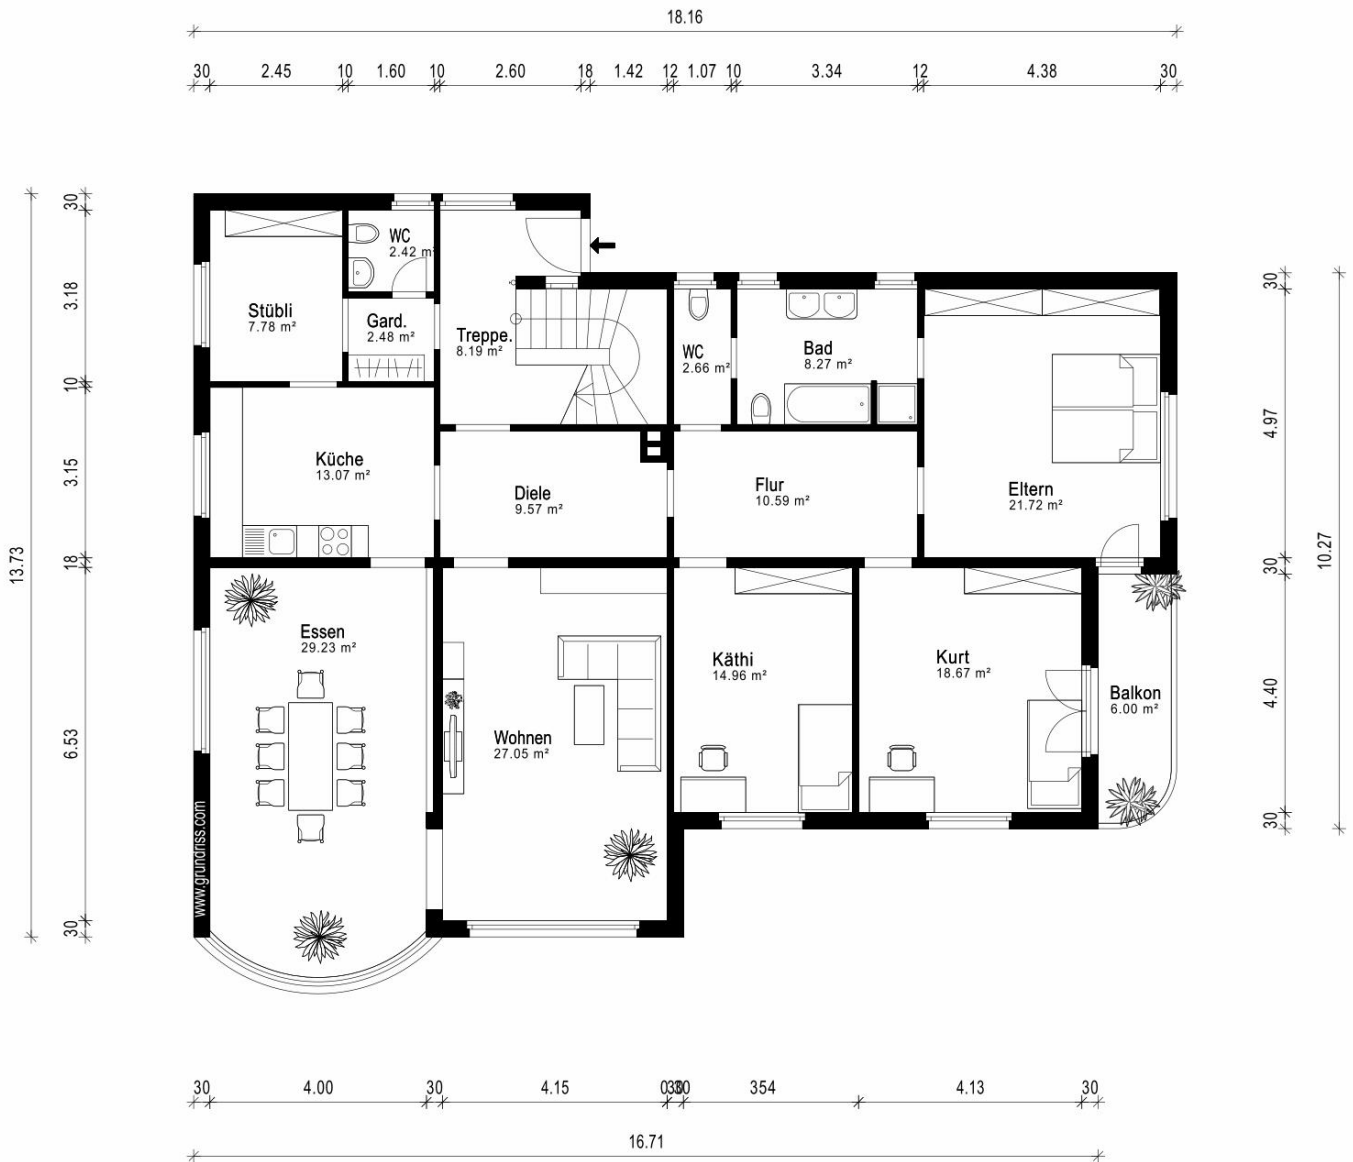 18.16
30 2.45 10 1.60 10 2.60 18 1.42 12 1.07 10 3.34 12 4.38 30
13.73
30
3.18
10
3.15
18
6.53
30
30
4.97
30
4.40
30
10.27
WC
2.42 m²
Stübli
7.78 m²
Gard.
2.48 m²
Treppe.
8.19 m²
WC
2.66 m²
Bad
8.27 m²
Küche
13.07 m²
Diele
9.57 m²
Flur
10.59 m²
Eltern
21.72 m²
Essen
29.23 m²
Wohnen
27.05 m²
Käthi
14.96 m²
Kurt
18.67 m²
Balkon
6.00 m²
www.grundriss.com
30 4.00 30 4.15 30 354 4.13 30
16.71